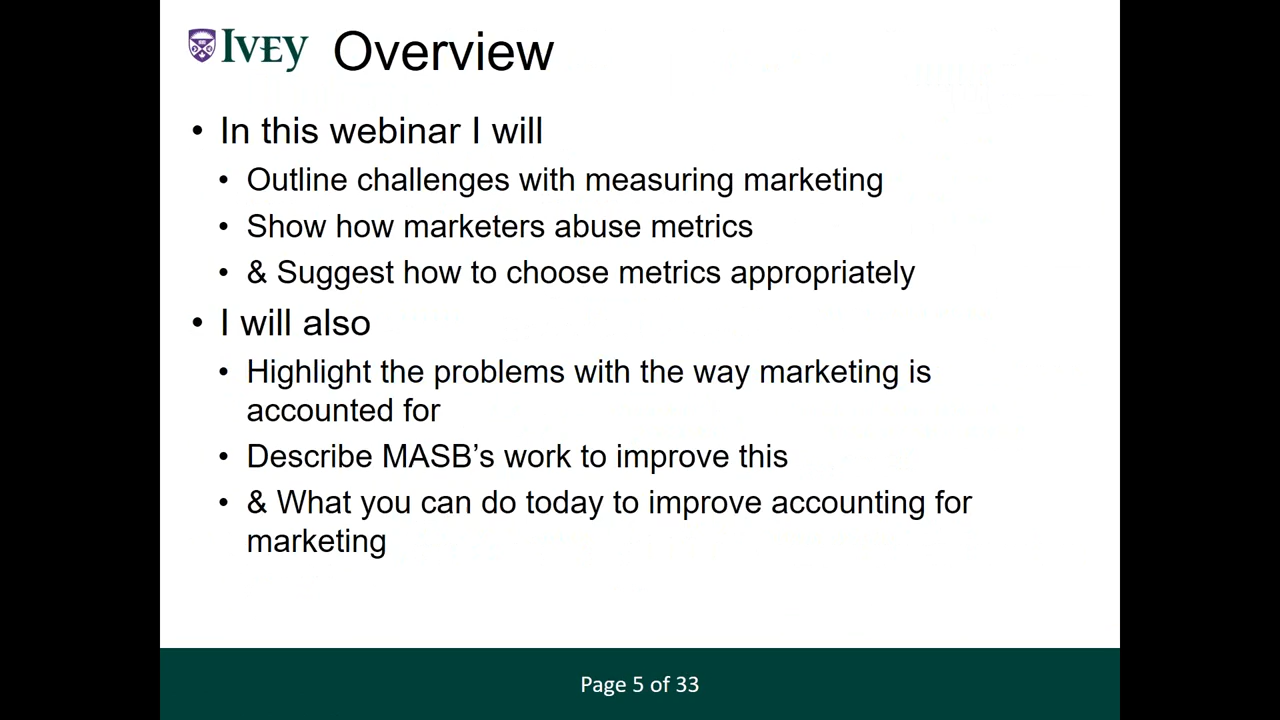 IVEY Overview
• In this webinar I will
• Outline challenges with measuring marketing
• Show how marketers abuse metrics
• & Suggest how to choose metrics appropriately
• I will also
• Highlight the problems with the way marketing is
accounted for
• Describe MASB’s work to improve this
• & What you can do today to improve accounting for
marketing
Page 5 of 33